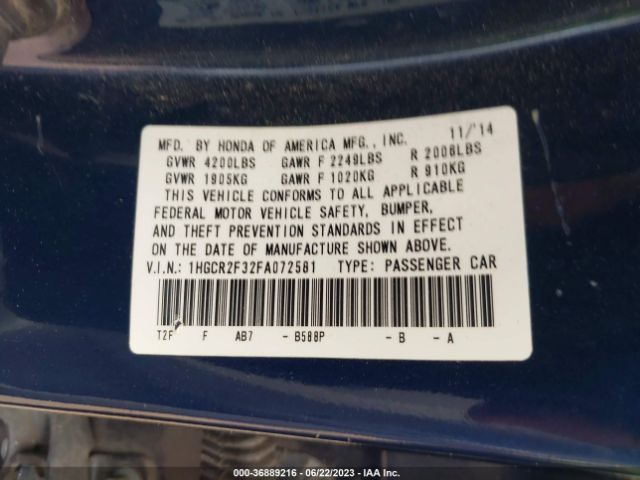 MFD. BY HONDA OF AMERICA MFG., INC. 11/'14
GVWR 4200LBS GAWR F 2249LBS R 2008LBS
GVWR 1905KG GAWR F 1020KG R 910KG
THIS VEHICLE CONFORMS TO ALL APPLICABLE
FEDERAL MOTOR VEHICLE SAFETY, BUMPER,
AND THEFT PREVENTION STANDARDS IN EFFECT
ON THE DATE OF MANUFACTURE SHOWN ABOVE.
V.I.N.: 1HGCR2F32FA072581 TYPE: PASSENGER CAR
T2F F AB7 - B588P - B - A
000-36889216 - 06/22/2023 - IAA Inc.